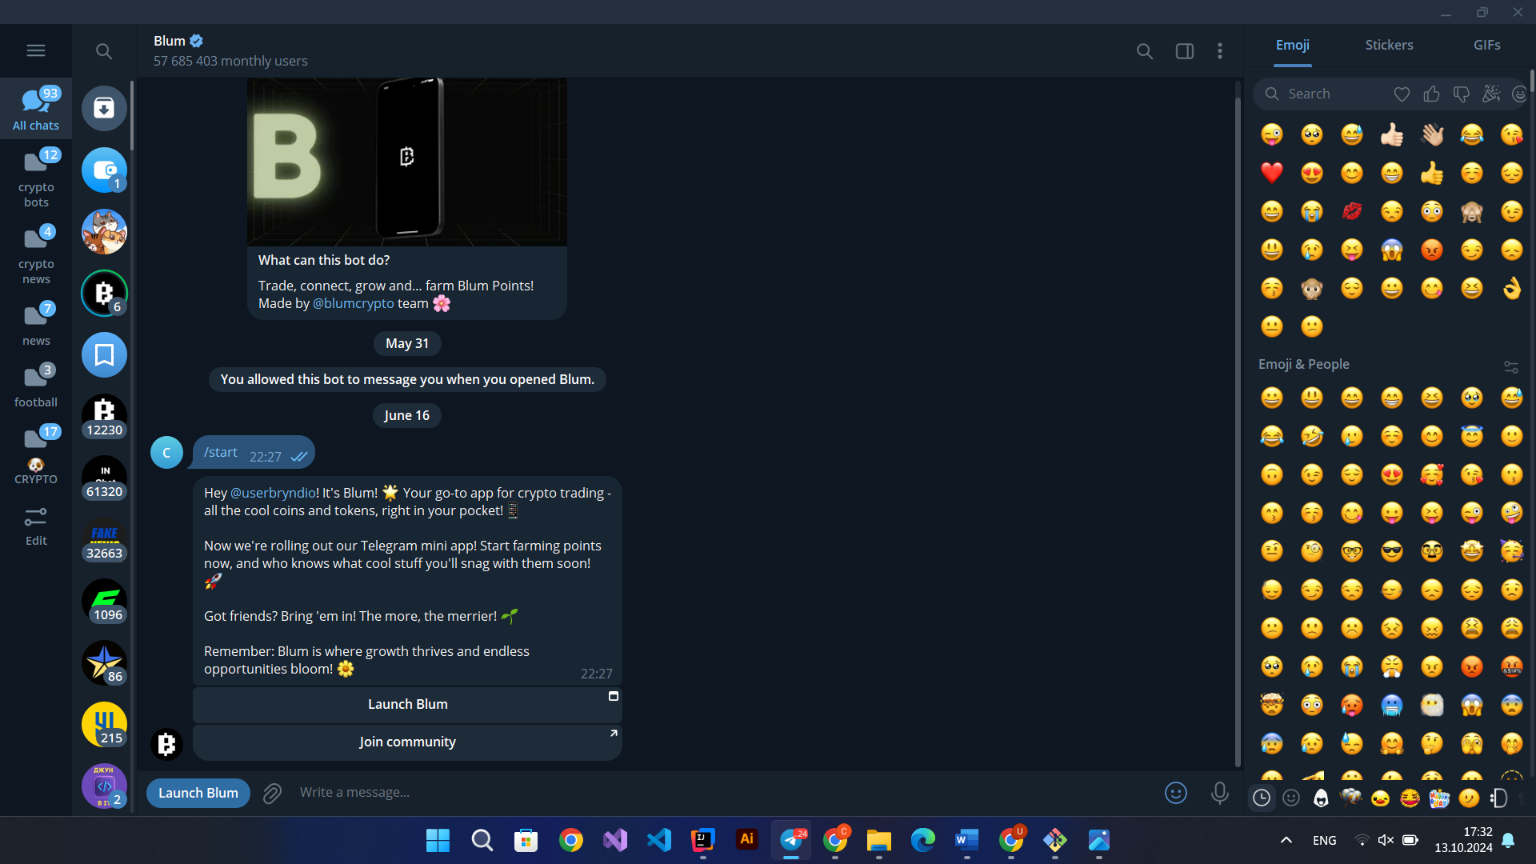 Blum
57 685 403 monthly users
Emoji
Stickers
GIFs
Search
93
All chats
12
crypto
bots
4
crypto
news
7
news
3
football
17
CRYPTO
Edit
1
6
12230
IN
61320
FAKE
32663
1096
86
215
ДЖУН
В ІТ
2
B
What can this bot do?
Trade, connect, grow and... farm Blum Points!
Made by @blumcrypto team
May 31
You allowed this bot to message you when you opened Blum.
June 16
C
/start
22:27
Hey @userbryndio! It's Blum! 🌟 Your go-to app for crypto trading -
all the cool coins and tokens, right in your pocket! 📱
Now we're rolling out our Telegram mini app! Start farming points
now, and who knows what cool stuff you'll snag with them soon!
🚀
Got friends? Bring 'em in! The more, the merrier! 🌱
Remember: Blum is where growth thrives and endless
opportunities bloom! 🌼
22:27
Launch Blum
Join community
Launch Blum
Write a message...
Emoji & People
Ai
24
C
W
U
ENG
17:32
13.10.2024